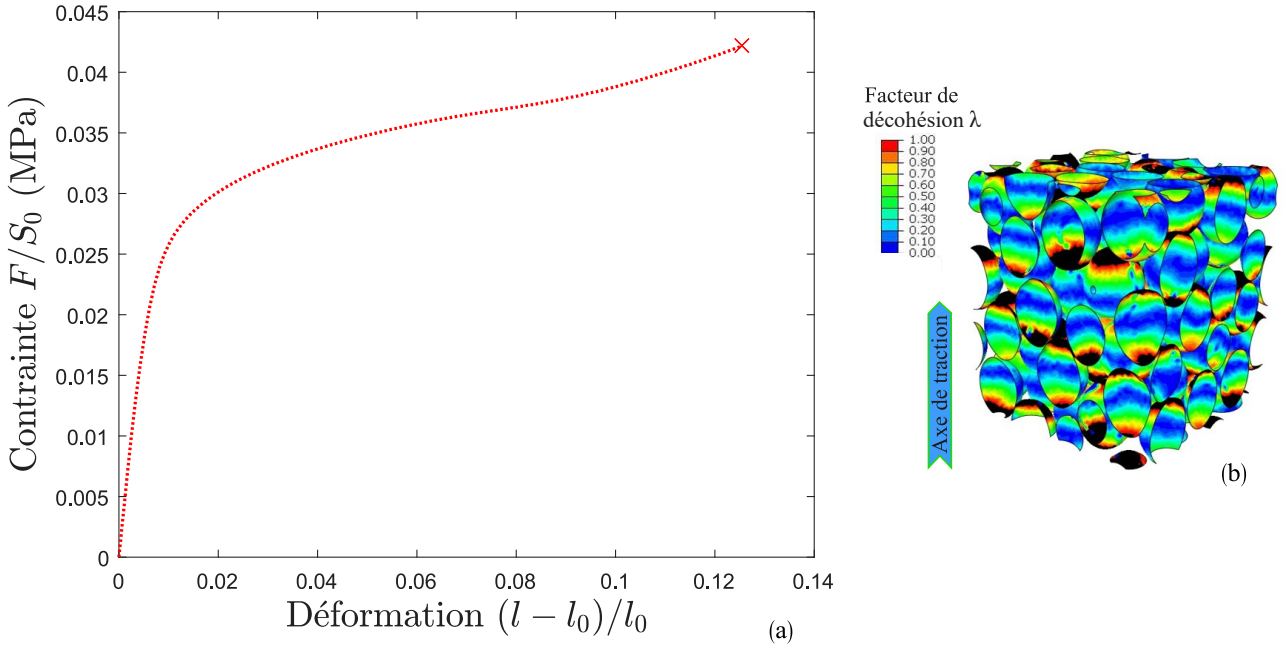 0.045
0.04
0.035
0.03
0.025
0.02
0.015
0.01
0.005
0
Contrainte F/S₀ (MPa)
0 0.02 0.04 0.06 0.08 0.1 0.12 0.14
Déformation (l − l₀)/l₀
(a)
Facteur de
décohésion λ
1.00
0.90
0.80
0.70
0.60
0.50
0.40
0.30
0.20
0.10
0.00
Axe de traction
(b)